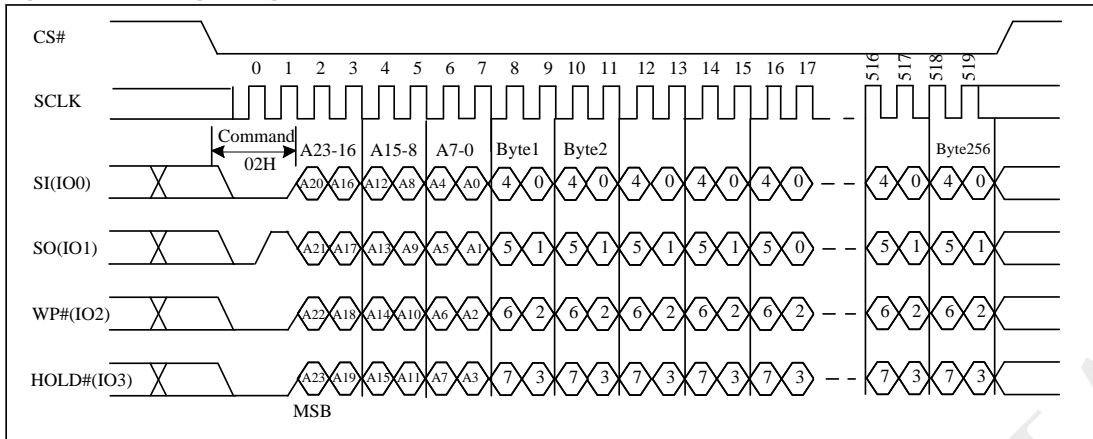 CS#
0 1 2 3 4 5 6 7 8 9 10 11 12 13 14 15 16 17 516 517 518 519
SCLK
Command
02H
A23-16 A15-8 A7-0 Byte1 Byte2 Byte256
SI(IO0) A20 A16 A12 A8 A4 A0 4 0 4 0 4 0 4 0 4 0 4 0 4 0
SO(IO1) A21 A17 A13 A9 A5 A1 5 1 5 1 5 1 5 1 5 0 5 1 5 1
WP#(IO2) A22 A18 A14 A10 A6 A2 6 2 6 2 6 2 6 2 6 2 6 2 6 2
HOLD#(IO3) A23 A19 A15 A11 A7 A3 7 3 7 3 7 3 7 3 7 3 7 3 7 3
MSB